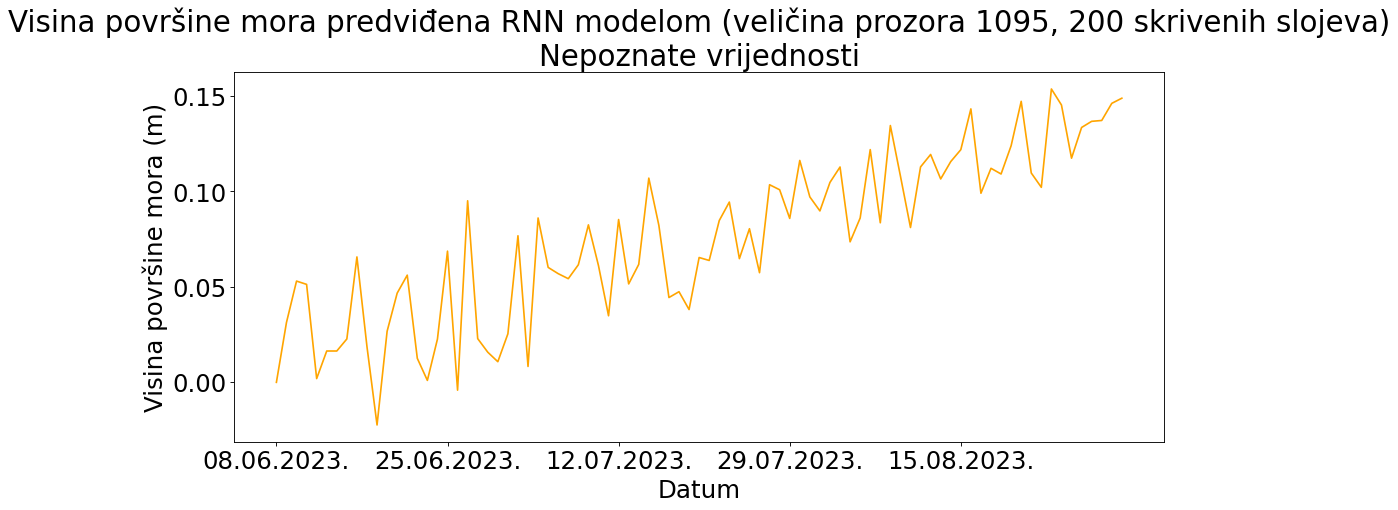 Visina površine mora predviđena RNN modelom (veličina prozora 1095, 200 skrivenih slojeva)
Nepoznate vrijednosti
Visina površine mora (m)
0.15
0.10
0.05
0.00
08.06.2023.
25.06.2023.
12.07.2023.
29.07.2023.
15.08.2023.
Datum